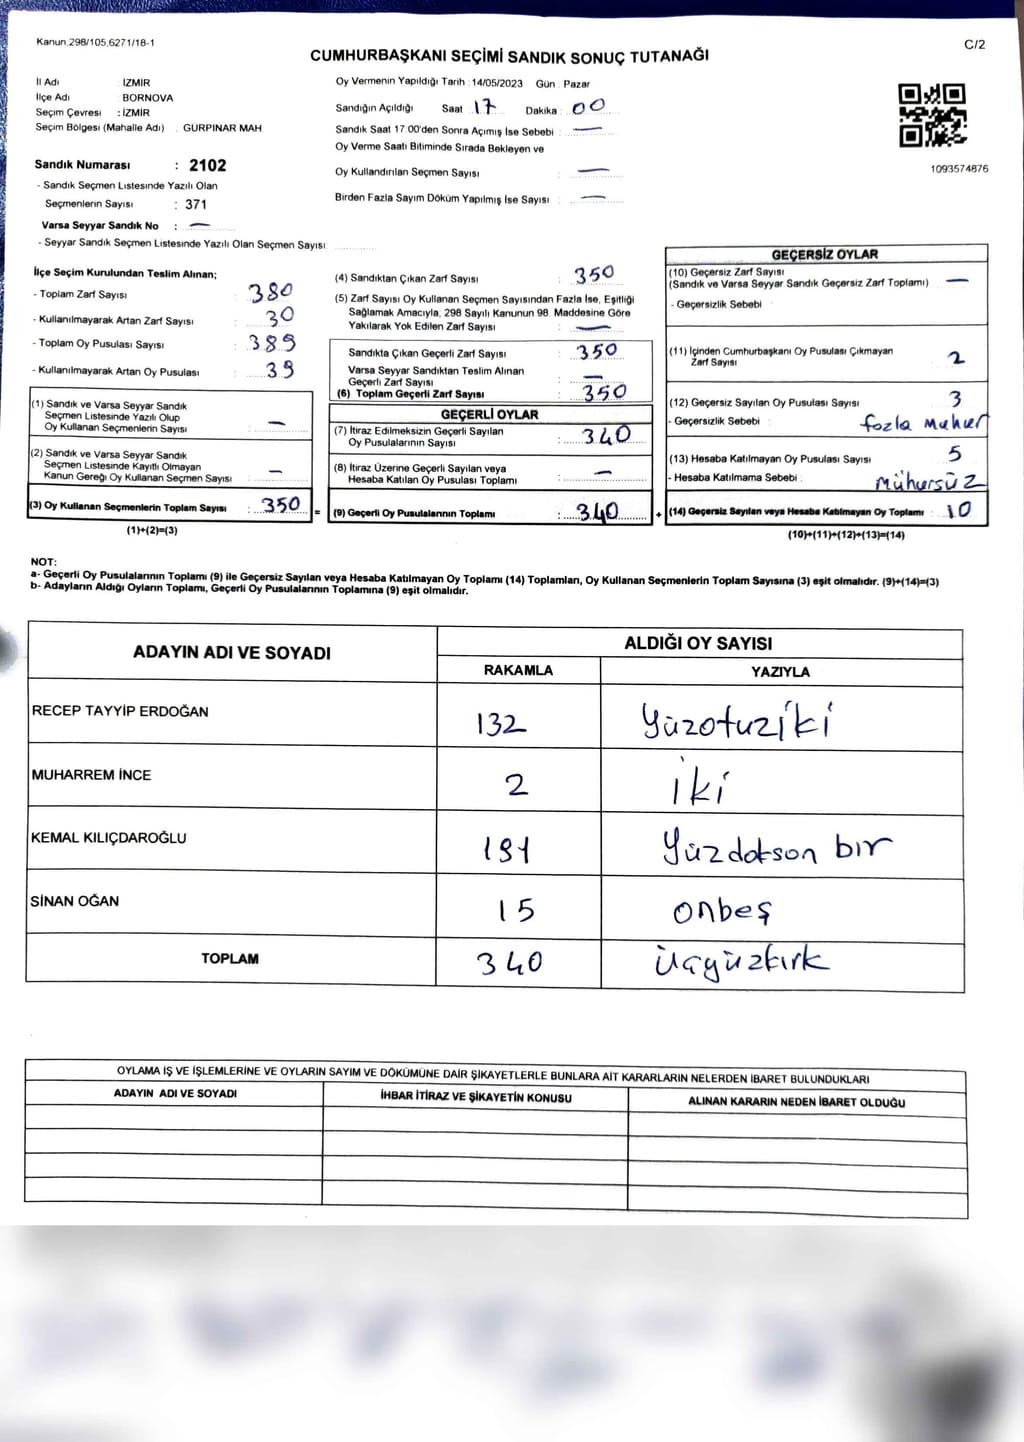 Kanun.298/105,6271/18-1
C/2
CUMHURBAŞKANI SEÇİMİ SANDIK SONUÇ TUTANAĞI
İl Adı : İZMİR
İlçe Adı : BORNOVA
Seçim Çevresi : İZMİR
Seçim Bölgesi (Mahalle Adı) : GÜRPINAR MAH
Sandık Numarası : 2102
- Sandık Seçmen Listesinde Yazılı Olan
Seçmenlerin Sayısı : 371
Varsa Seyyar Sandık No : —
- Seyyar Sandık Seçmen Listesinde Yazılı Olan Seçmen Sayısı :
Oy Vermenin Yapıldığı Tarih : 14/05/2023 Gün : Pazar
Sandığın Açıldığı Saat : 17 Dakika : 00
Sandık Saat 17:00'den Sonra Açımış İse Sebebi : —
Oy Verme Saati Bitiminde Sırada Bekleyen ve
Oy Kullandırılan Seçmen Sayısı : —
Birden Fazla Sayım Döküm Yapılmış İse Sayısı : —
1093574876
İlçe Seçim Kurulundan Teslim Alınan;
- Toplam Zarf Sayısı : 380
- Kullanılmayarak Artan Zarf Sayısı : 30
- Toplam Oy Pusulası Sayısı : 389
- Kullanılmayarak Artan Oy Pusulası : 39
(1) Sandık ve Varsa Seyyar Sandık
Seçmen Listesinde Yazılı Olup
Oy Kullanan Seçmenlerin Sayısı : —
(2) Sandık ve Varsa Seyyar Sandık
Seçmen Listesinde Kayıtlı Olmayan
Kanun Gereği Oy Kullanan Seçmen Sayısı : —
(3) Oy Kullanan Seçmenlerin Toplam Sayısı : 350 =
(1)+(2)=(3)
(4) Sandıktan Çıkan Zarf Sayısı : 350
(5) Zarf Sayısı Oy Kullanan Seçmen Sayısından Fazla İse, Eşitliği
Sağlamak Amacıyla, 298 Sayılı Kanunun 98. Maddesine Göre
Yakılarak Yok Edilen Zarf Sayısı : —
Sandıkta Çıkan Geçerli Zarf Sayısı : 350
Varsa Seyyar Sandıktan Teslim Alınan
Geçerli Zarf Sayısı : —
(6) Toplam Geçerli Zarf Sayısı : 350
GEÇERLİ OYLAR
(7) İtiraz Edilmeksizin Geçerli Sayılan
Oy Pusulalarının Sayısı : 340
(8) İtiraz Üzerine Geçerli Sayılan veya
Hesaba Katılan Oy Pusulası Toplamı : —
(9) Geçerli Oy Pusulalarının Toplamı : 340 +
GEÇERSİZ OYLAR
(10) Geçersiz Zarf Sayısı
(Sandık ve Varsa Seyyar Sandık Geçersiz Zarf Toplamı) : —
- Geçersizlik Sebebi :
(11) İçinden Cumhurbaşkanı Oy Pusulası Çıkmayan
Zarf Sayısı : 2
(12) Geçersiz Sayılan Oy Pusulası Sayısı : 3
- Geçersizlik Sebebi : fazla Muhur
(13) Hesaba Katılmayan Oy Pusulası Sayısı : 5
- Hesaba Katılmama Sebebi : Mühürsüz
(14) Geçersiz Sayılan veya Hesaba Katılmayan Oy Toplamı : 10
(10)+(11)+(12)+(13)=(14)
NOT:
a- Geçerli Oy Pusulalarının Toplamı (9) ile Geçersiz Sayılan veya Hesaba Katılmayan Oy Toplamı (14) Toplamları, Oy Kullanan Seçmenlerin Toplam Sayısına (3) eşit olmalıdır. (9)+(14)=(3)
b- Adayların Aldığı Oyların Toplamı, Geçerli Oy Pusulalarının Toplamına (9) eşit olmalıdır.
ADAYIN ADI VE SOYADI ALDIĞI OY SAYISI
RAKAMLA YAZIYLA
RECEP TAYYİP ERDOĞAN 132 Yüzotuziki
MUHARREM İNCE 2 iki
KEMAL KILIÇDAROĞLU 191 Yüzdokson bir
SİNAN OĞAN 15 onbeş
TOPLAM 340 üçyüzkırk
OYLAMA İŞ VE İŞLEMLERİNE VE OYLARIN SAYIM VE DÖKÜMÜNE DAİR ŞİKAYETLERLE BUNLARA AİT KARARLARIN NELERDEN İBARET BULUNDUKLARI
ADAYIN ADI VE SOYADI İHBAR İTİRAZ VE ŞİKAYETİN KONUSU ALINAN KARARIN NEDEN İBARET OLDUĞU